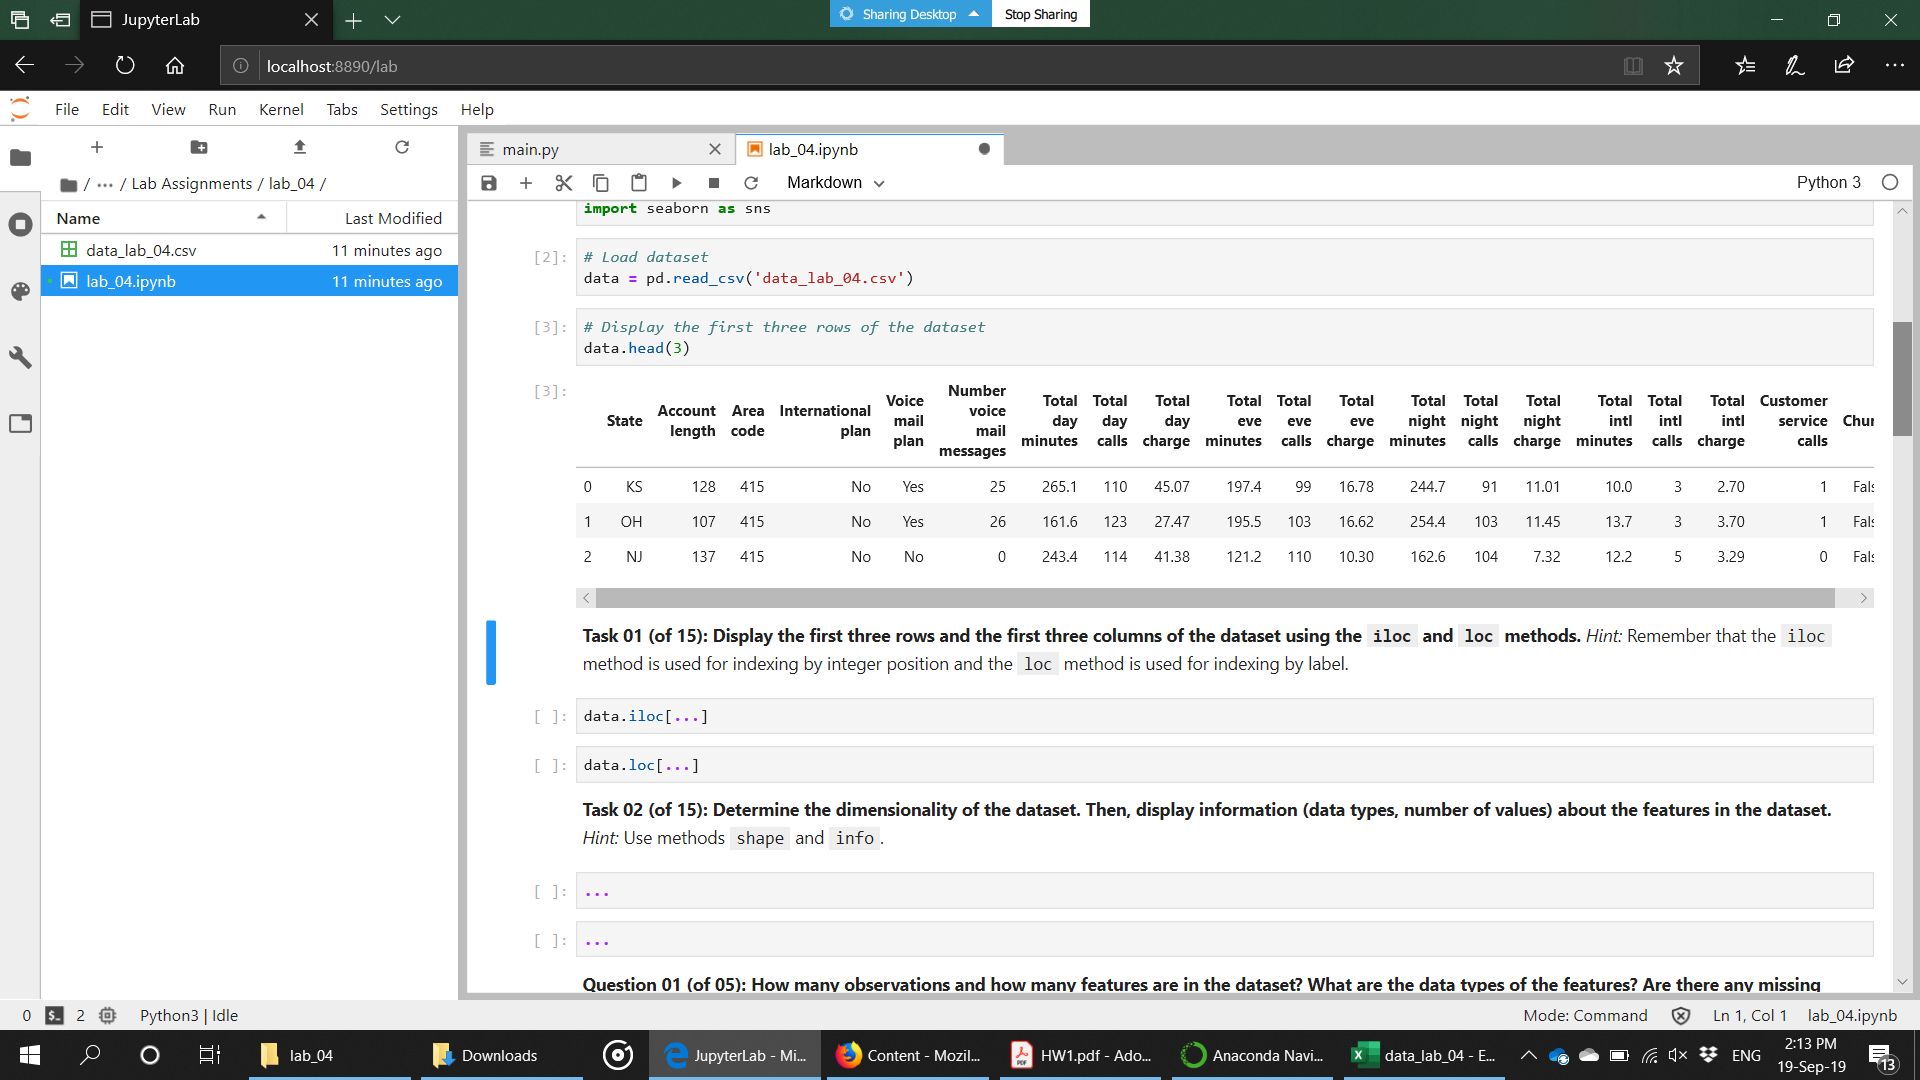 JupyterLab
Sharing Desktop
Stop Sharing
localhost:8890/lab
File Edit View Run Kernel Tabs Settings Help
/ ... / Lab Assignments / lab_04 /
Name Last Modified
data_lab_04.csv 11 minutes ago
lab_04.ipynb 11 minutes ago
main.py
lab_04.ipynb
Markdown
Python 3
import seaborn as sns
[2]: # Load dataset
data = pd.read_csv('data_lab_04.csv')
[3]: # Display the first three rows of the dataset
data.head(3)
[3]:
State Account length Area code International plan Voice mail plan Number voice mail messages Total day minutes Total day calls Total day charge Total eve minutes Total eve calls Total eve charge Total night minutes Total night calls Total night charge Total intl minutes Total intl calls Total intl charge Customer service calls Chur
0 KS 128 415 No Yes 25 265.1 110 45.07 197.4 99 16.78 244.7 91 11.01 10.0 3 2.70 1 Fals
1 OH 107 415 No Yes 26 161.6 123 27.47 195.5 103 16.62 254.4 103 11.45 13.7 3 3.70 1 Fals
2 NJ 137 415 No No 0 243.4 114 41.38 121.2 110 10.30 162.6 104 7.32 12.2 5 3.29 0 Fals
Task 01 (of 15): Display the first three rows and the first three columns of the dataset using the iloc and loc methods. Hint: Remember that the iloc
method is used for indexing by integer position and the loc method is used for indexing by label.
[ ]: data.iloc[...]
[ ]: data.loc[...]
Task 02 (of 15): Determine the dimensionality of the dataset. Then, display information (data types, number of values) about the features in the dataset.
Hint: Use methods shape and info .
[ ]: ...
[ ]: ...
Question 01 (of 05): How many observations and how many features are in the dataset? What are the data types of the features? Are there any missing
0 $_ 2 Python3 | Idle
Mode: Command Ln 1, Col 1 lab_04.ipynb
lab_04
Downloads
JupyterLab - Mi...
Content - Mozil...
HW1.pdf - Ado...
Anaconda Navi...
data_lab_04 - E...
ENG
2:13 PM
19-Sep-19
13